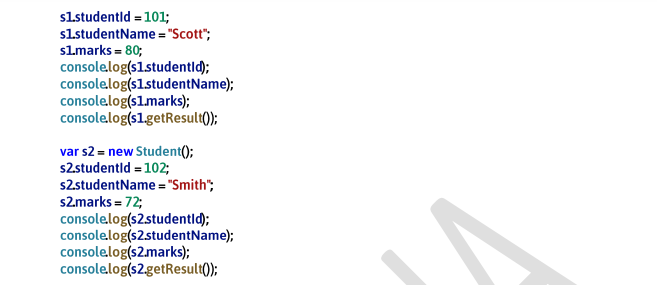 s1.studentId = 101;
s1.studentName = "Scott";
s1.marks = 80;
console.log(s1.studentId);
console.log(s1.studentName);
console.log(s1.marks);
console.log(s1.getResult());
var s2 = new Student();
s2.studentId = 102;
s2.studentName = "Smith";
s2.marks = 72;
console.log(s2.studentId);
console.log(s2.studentName);
console.log(s2.marks);
console.log(s2.getResult());